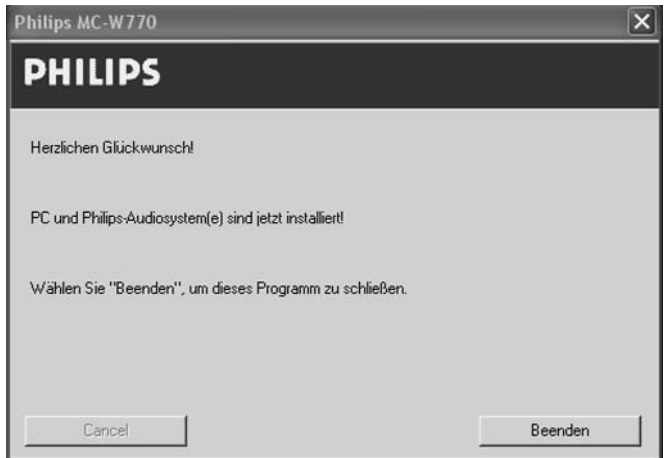 Philips MC-W770
PHILIPS
Herzlichen Glückwunsch!
PC und Philips-Audiosystem(e) sind jetzt installiert!
Wählen Sie "Beenden", um dieses Programm zu schließen.
Cancel
Beenden